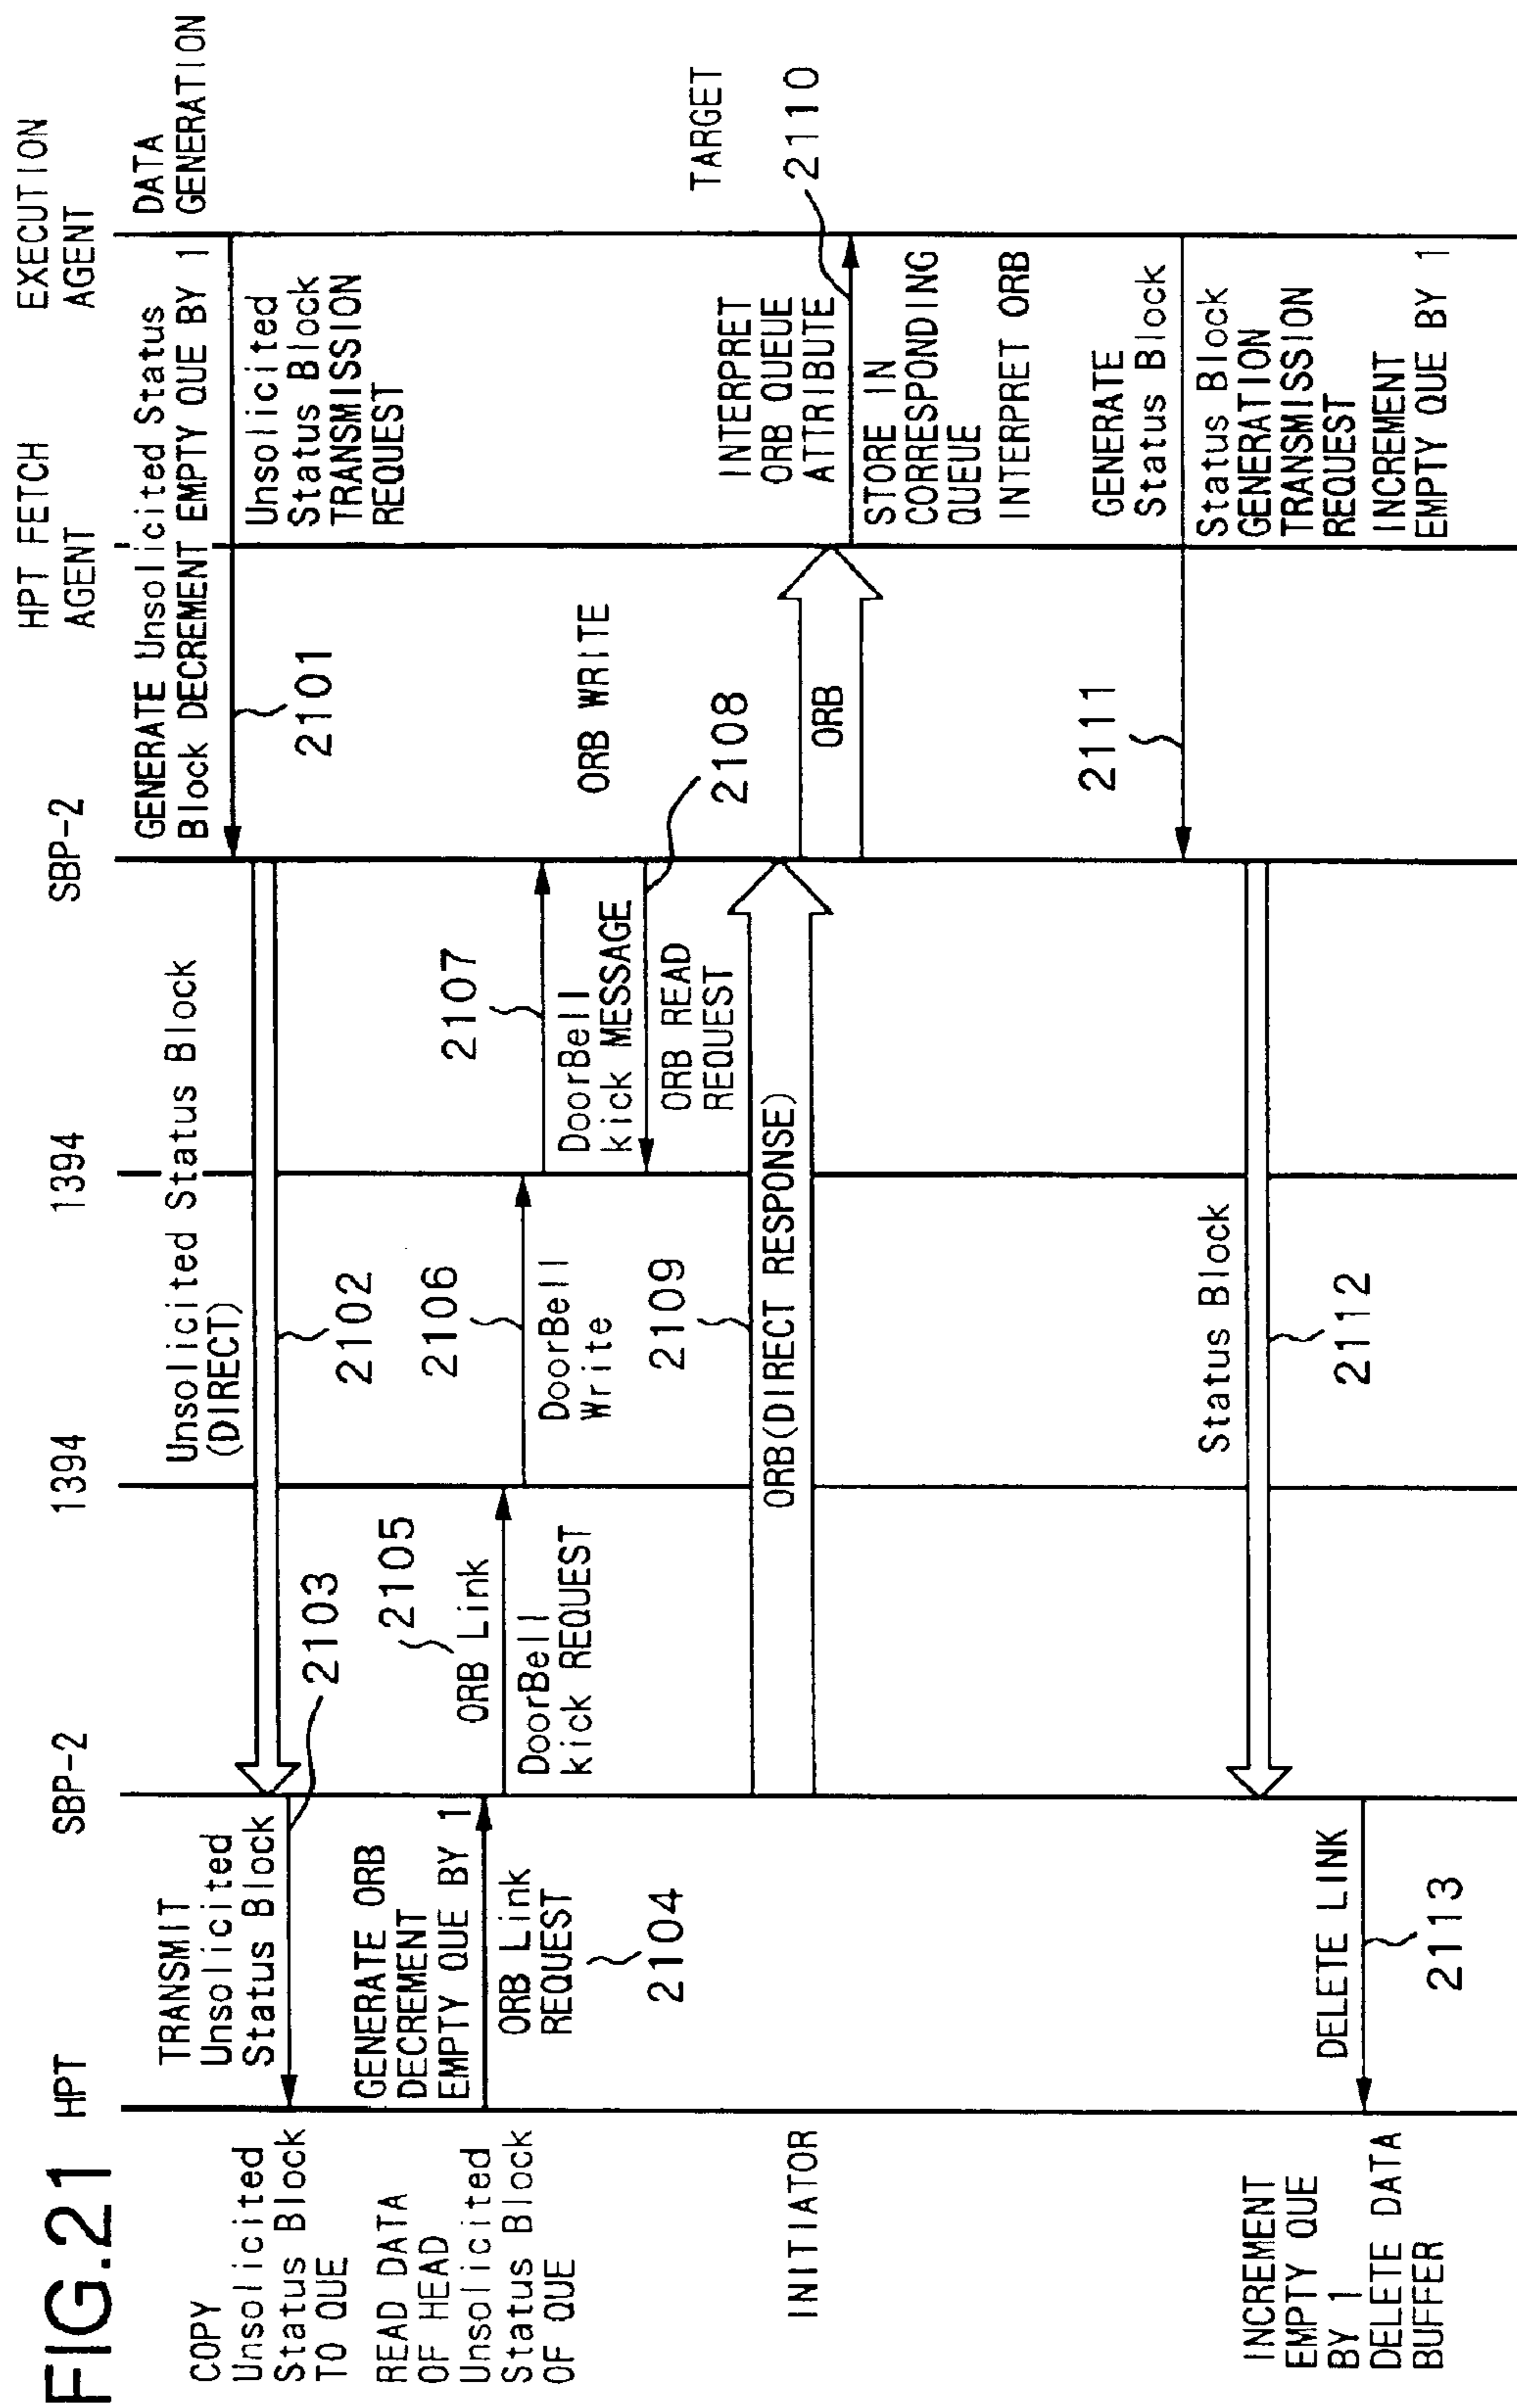 FIG.21
HPT
SBP-2
1394
1394
SBP-2
HPT FETCH
AGENT
EXECUTION
AGENT
COPY
Unsolicited
Status Block
TO QUE
TRANSMIT
Unsolicited
Status Block
2103
Unsolicited Status Block
(DIRECT)
2102
GENERATE Unsolicited Status
Block DECREMENT EMPTY QUE BY 1
2101
Unsolicited
Status Block
TRANSMISSION
REQUEST
DATA
GENERATION
READ DATA
OF HEAD
Unsolicited
Status Block
OF QUE
GENERATE ORB
DECREMENT
EMPTY QUE BY 1
ORB Link
REQUEST
2104
2105
ORB Link
DoorBell
kick REQUEST
2106
DoorBell
Write
2107
DoorBell
kick MESSAGE
ORB READ
REQUEST
2108
ORB WRITE
2109
ORB(DIRECT RESPONSE)
ORB
INTERPRET
ORB QUEUE
ATTRIBUTE
STORE IN
CORRESPONDING
QUEUE
INTERPRET ORB
TARGET
2110
INITIATOR
GENERATE
Status Block
2111
Status Block
GENERATION
TRANSMISSION
REQUEST
INCREMENT
EMPTY QUE BY 1
Status Block
2112
DELETE LINK
2113
INCREMENT
EMPTY QUE
BY 1
DELETE DATA
BUFFER